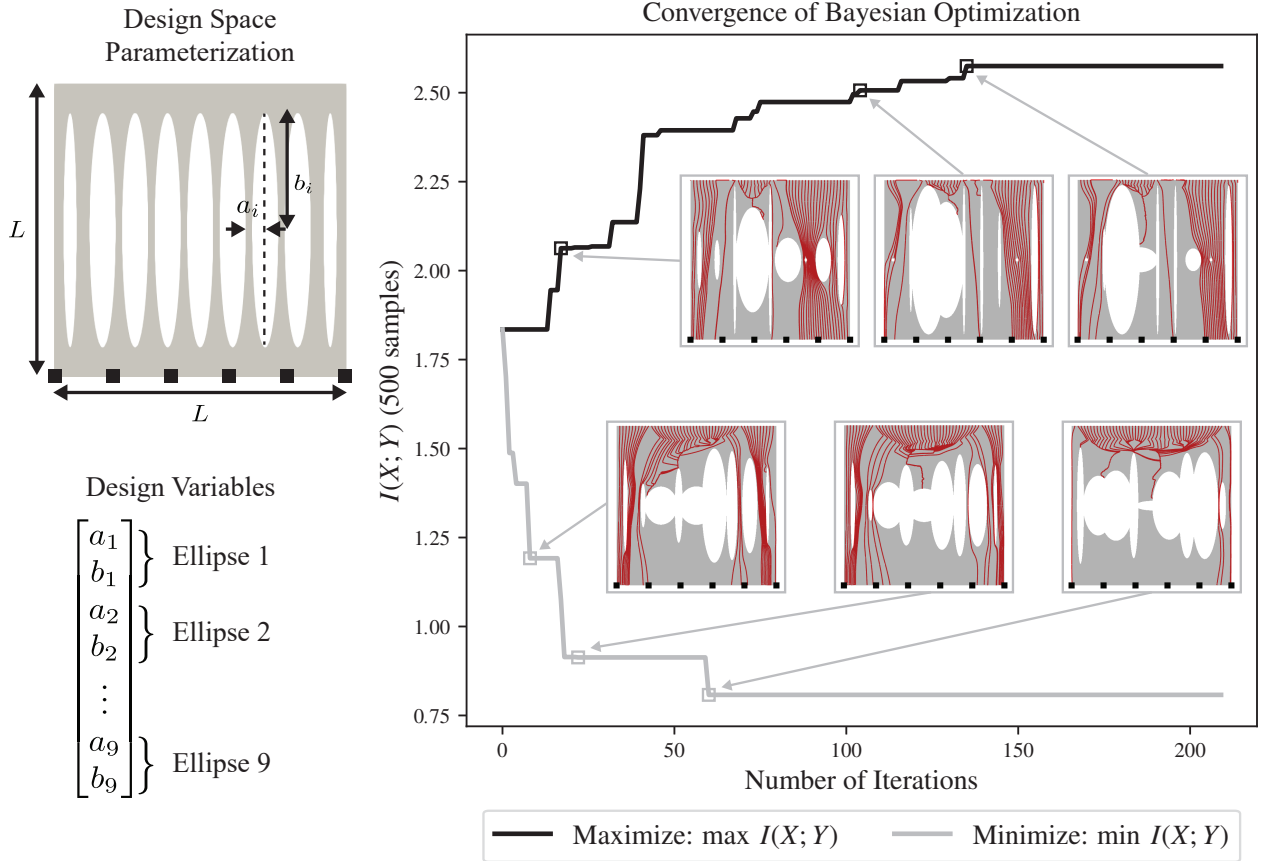 Design Space
Parameterization
L
a_i
b_i
L
Design Variables
a_1
b_1
Ellipse 1
a_2
b_2
Ellipse 2
⋮
a_9
b_9
Ellipse 9
Convergence of Bayesian Optimization
I(X; Y) (500 samples)
2.50
2.25
2.00
1.75
1.50
1.25
1.00
0.75
0
50
100
150
200
Number of Iterations
Maximize: max I(X; Y)
Minimize: min I(X; Y)